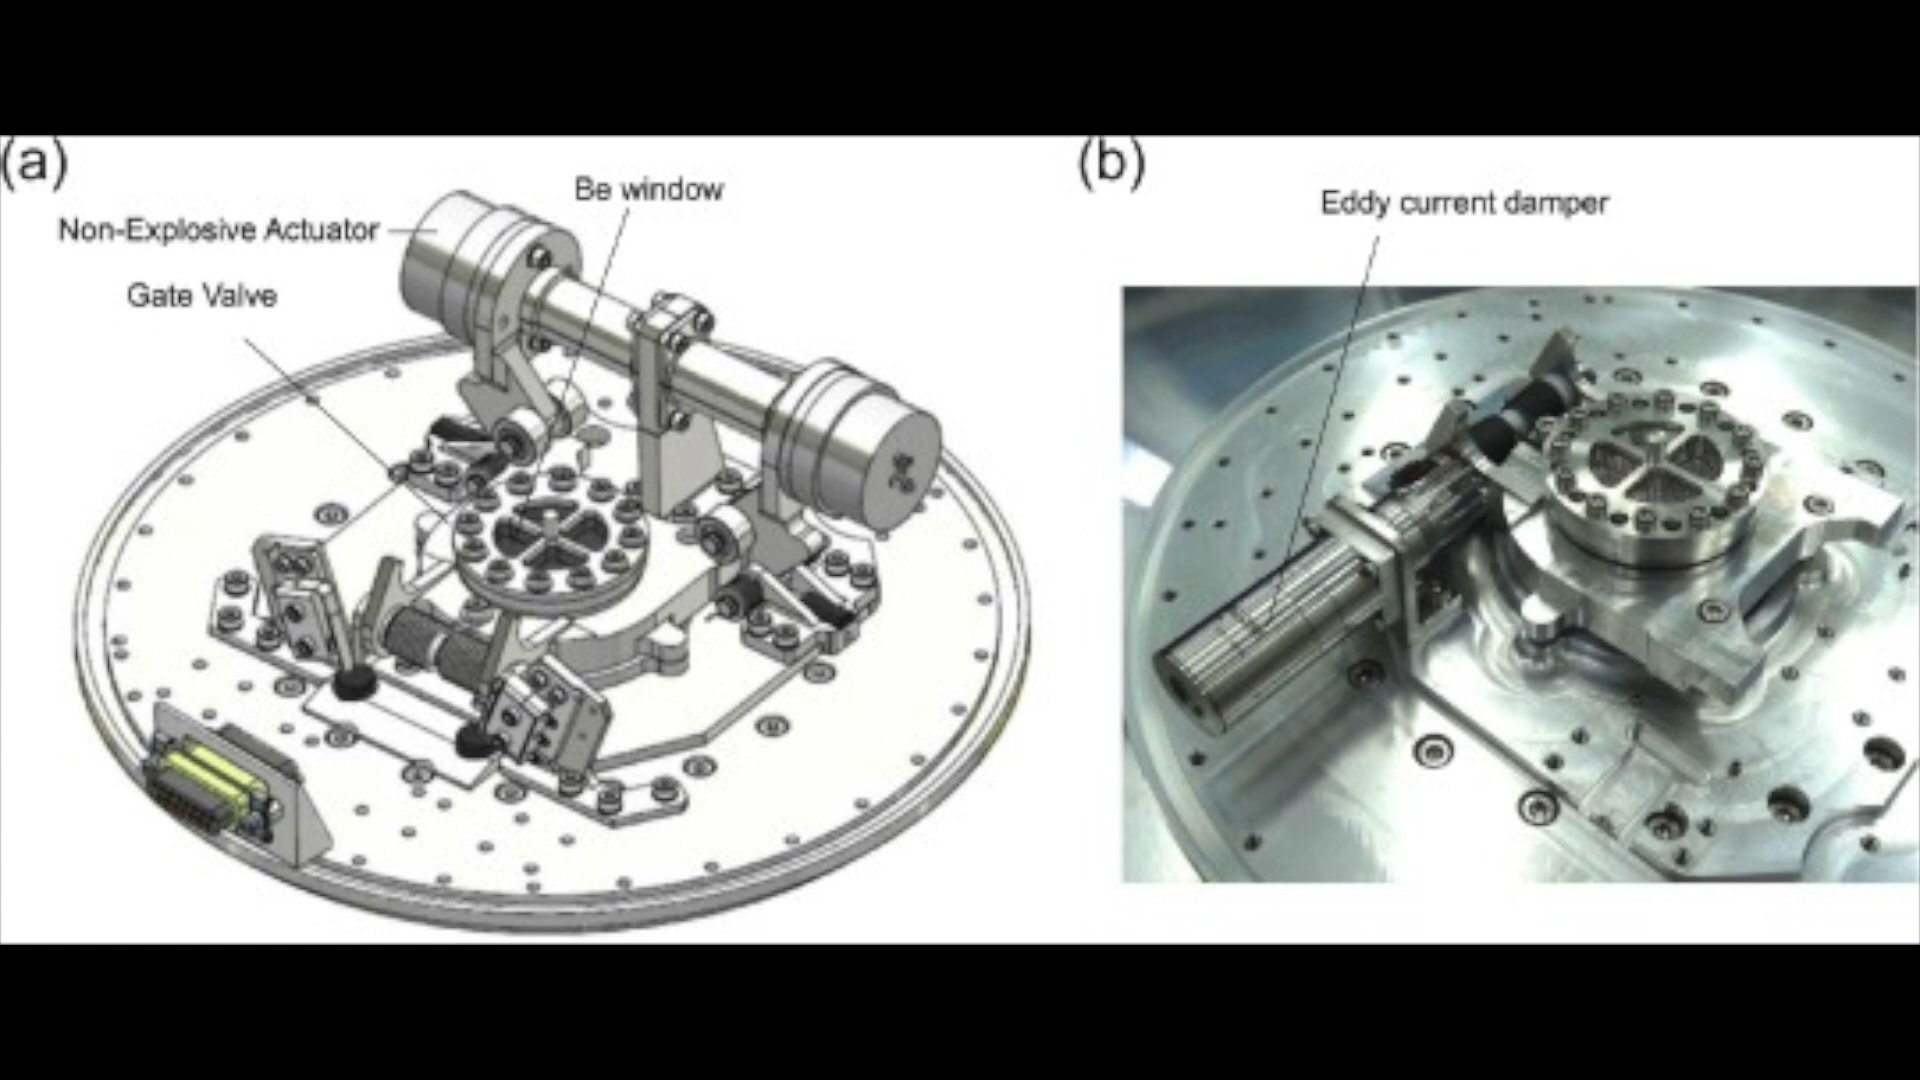 (a)
Be window
Non-Explosive Actuator
Gate Valve
(b)
Eddy current damper